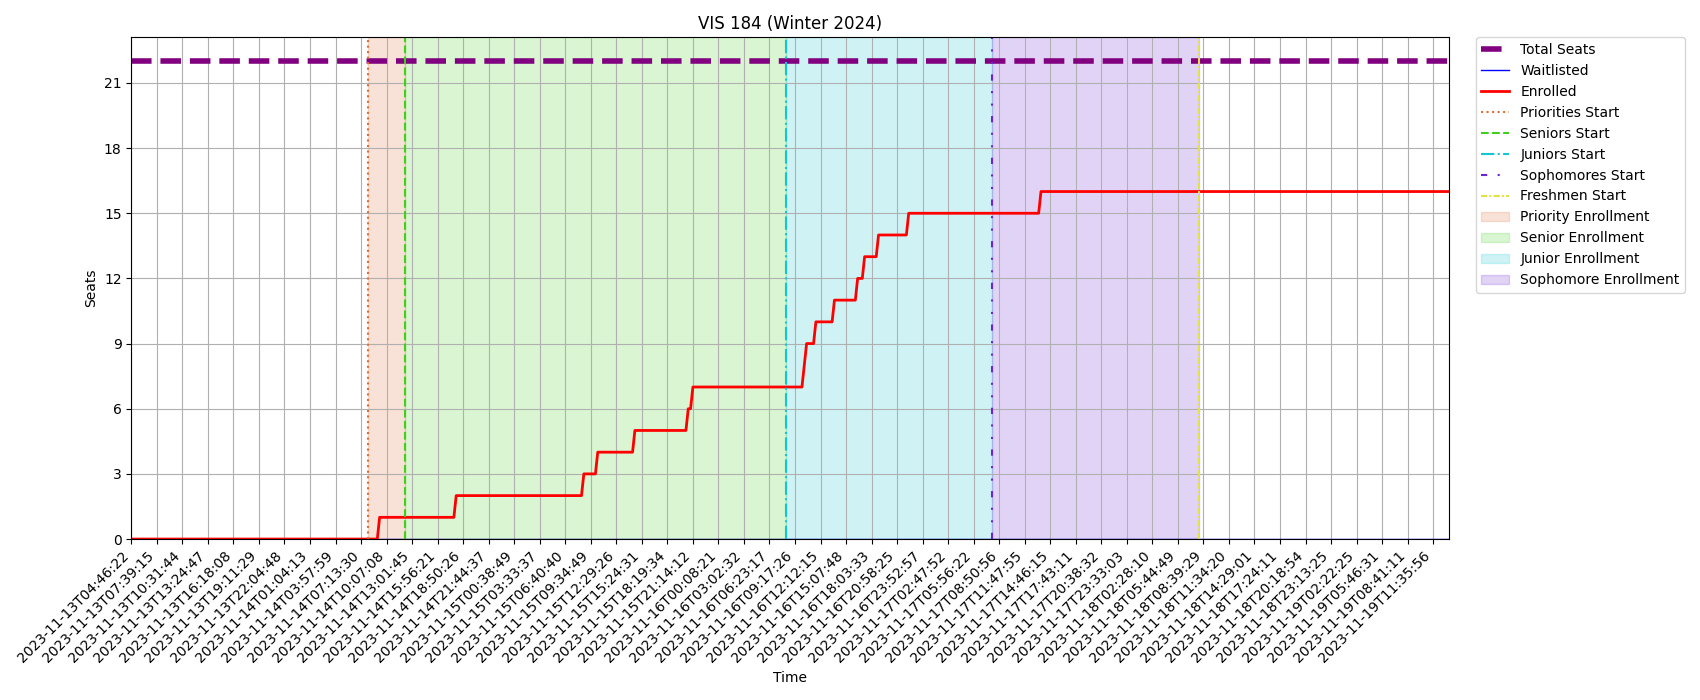 VIS 184 (Winter 2024)
Seats
21
18
15
12
9
6
3
0
2023-11-13T04:46:22
2023-11-13T07:39:15
2023-11-13T10:31:44
2023-11-13T13:24:47
2023-11-13T16:18:08
2023-11-13T19:11:29
2023-11-13T22:04:48
2023-11-14T01:04:13
2023-11-14T03:57:59
2023-11-14T07:13:30
2023-11-14T10:07:08
2023-11-14T13:01:45
2023-11-14T15:56:21
2023-11-14T18:50:26
2023-11-14T21:44:37
2023-11-15T00:38:49
2023-11-15T03:33:37
2023-11-15T06:40:40
2023-11-15T09:34:49
2023-11-15T12:29:26
2023-11-15T15:24:31
2023-11-15T18:19:34
2023-11-15T21:14:12
2023-11-16T00:08:21
2023-11-16T03:02:32
2023-11-16T06:23:17
2023-11-16T09:17:26
2023-11-16T12:12:15
2023-11-16T15:07:48
2023-11-16T18:03:33
2023-11-16T20:58:25
2023-11-16T23:52:57
2023-11-17T02:47:52
2023-11-17T05:56:22
2023-11-17T08:50:56
2023-11-17T11:47:55
2023-11-17T14:46:15
2023-11-17T17:43:11
2023-11-17T20:38:32
2023-11-17T23:33:03
2023-11-18T02:28:10
2023-11-18T05:44:49
2023-11-18T08:39:29
2023-11-18T11:34:20
2023-11-18T14:29:01
2023-11-18T17:24:11
2023-11-18T20:18:54
2023-11-18T23:13:25
2023-11-19T02:22:25
2023-11-19T05:46:31
2023-11-19T08:41:11
2023-11-19T11:35:56
Time
Total Seats
Waitlisted
Enrolled
Priorities Start
Seniors Start
Juniors Start
Sophomores Start
Freshmen Start
Priority Enrollment
Senior Enrollment
Junior Enrollment
Sophomore Enrollment